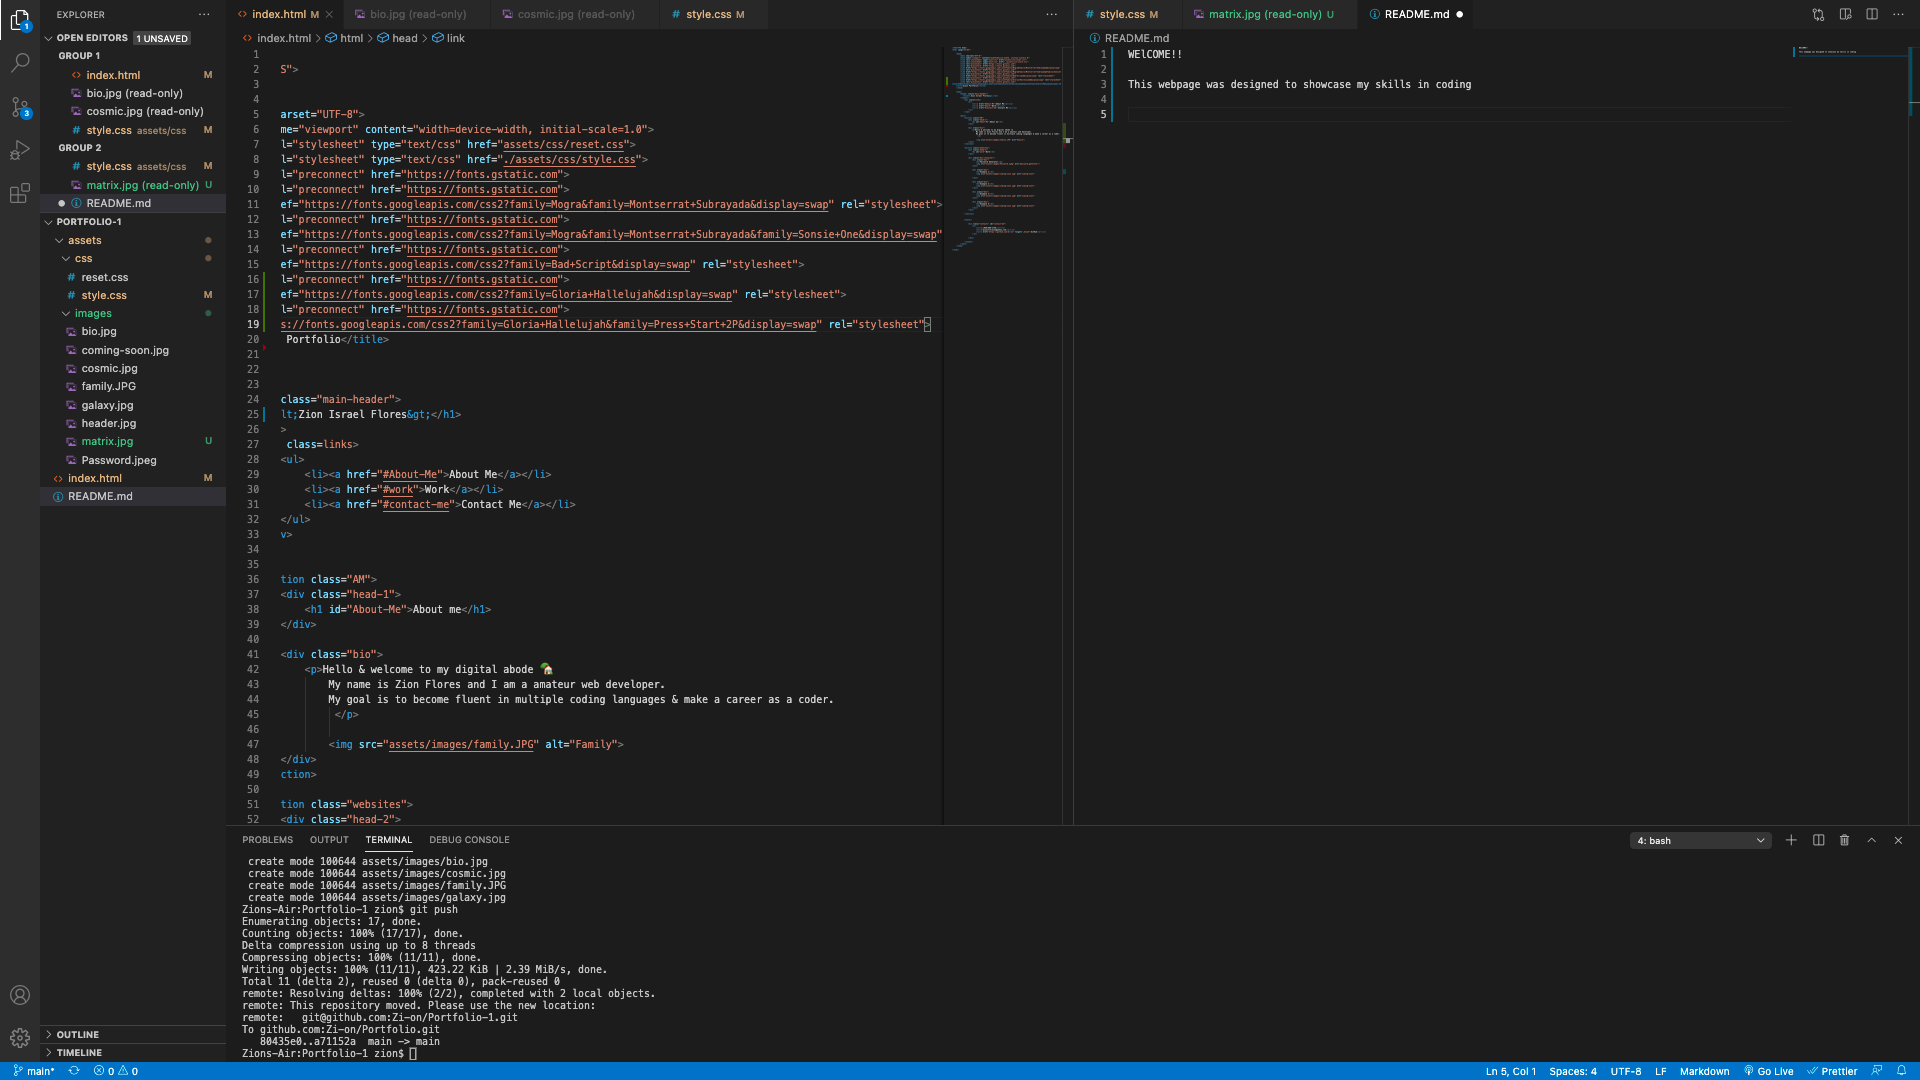 EXPLORER
OPEN EDITORS 1 UNSAVED
GROUP 1
index.html M
bio.jpg (read-only)
cosmic.jpg (read-only)
style.css assets/css M
GROUP 2
style.css assets/css M
matrix.jpg (read-only) U
README.md
PORTFOLIO-1
assets
css
reset.css
style.css M
images
bio.jpg
coming-soon.jpg
cosmic.jpg
family.JPG
galaxy.jpg
header.jpg
matrix.jpg U
Password.jpeg
index.html M
README.md
OUTLINE
TIMELINE
1
3
index.html M
bio.jpg (read-only)
cosmic.jpg (read-only)
style.css M
index.html > html > head > link
1
2 S">
3
4
5 arset="UTF-8">
6 me="viewport" content="width=device-width, initial-scale=1.0">
7 l="stylesheet" type="text/css" href="assets/css/reset.css">
8 l="stylesheet" type="text/css" href="./assets/css/style.css">
9 l="preconnect" href="https://fonts.gstatic.com">
10 l="preconnect" href="https://fonts.gstatic.com">
11 ef="https://fonts.googleapis.com/css2?family=Mogra&family=Montserrat+Subrayada&display=swap" rel="stylesheet">
12 l="preconnect" href="https://fonts.gstatic.com">
13 ef="https://fonts.googleapis.com/css2?family=Mogra&family=Montserrat+Subrayada&family=Sonsie+One&display=swap"
14 l="preconnect" href="https://fonts.gstatic.com">
15 ef="https://fonts.googleapis.com/css2?family=Bad+Script&display=swap" rel="stylesheet">
16 l="preconnect" href="https://fonts.gstatic.com">
17 ef="https://fonts.googleapis.com/css2?family=Gloria+Hallelujah&display=swap" rel="stylesheet">
18 l="preconnect" href="https://fonts.gstatic.com">
19 s://fonts.googleapis.com/css2?family=Gloria+Hallelujah&family=Press+Start+2P&display=swap" rel="stylesheet">
20 Portfolio</title>
21
22
23
24 class="main-header">
25 lt;Zion Israel Flores&gt;</h1>
26 >
27 class=links>
28 <ul>
29 <li><a href="#About-Me">About Me</a></li>
30 <li><a href="#work">Work</a></li>
31 <li><a href="#contact-me">Contact Me</a></li>
32 </ul>
33 v>
34
35
36 tion class="AM">
37 <div class="head-1">
38 <h1 id="About-Me">About me</h1>
39 </div>
40
41 <div class="bio">
42 <p>Hello & welcome to my digital abode 🏡
43 My name is Zion Flores and I am a amateur web developer.
44 My goal is to become fluent in multiple coding languages & make a career as a coder.
45 </p>
46
47 <img src="assets/images/family.JPG" alt="Family">
48 </div>
49 ction>
50
51 tion class="websites">
52 <div class="head-2">
style.css M
matrix.jpg (read-only) U
README.md
README.md
1 WElCOME!!
2
3 This webpage was designed to showcase my skills in coding
4
5
PROBLEMS OUTPUT TERMINAL DEBUG CONSOLE
4: bash
create mode 100644 assets/images/bio.jpg
create mode 100644 assets/images/cosmic.jpg
create mode 100644 assets/images/family.JPG
create mode 100644 assets/images/galaxy.jpg
Zions-Air:Portfolio-1 zion$ git push
Enumerating objects: 17, done.
Counting objects: 100% (17/17), done.
Delta compression using up to 8 threads
Compressing objects: 100% (11/11), done.
Writing objects: 100% (11/11), 423.22 KiB | 2.39 MiB/s, done.
Total 11 (delta 2), reused 0 (delta 0), pack-reused 0
remote: Resolving deltas: 100% (2/2), completed with 2 local objects.
remote: This repository moved. Please use the new location:
remote:   git@github.com:Zi-on/Portfolio-1.git
To github.com:Zi-on/Portfolio.git
80435e0..a71152a  main -> main
Zions-Air:Portfolio-1 zion$
main* 0 0
Ln 5, Col 1 Spaces: 4 UTF-8 LF Markdown Go Live Prettier